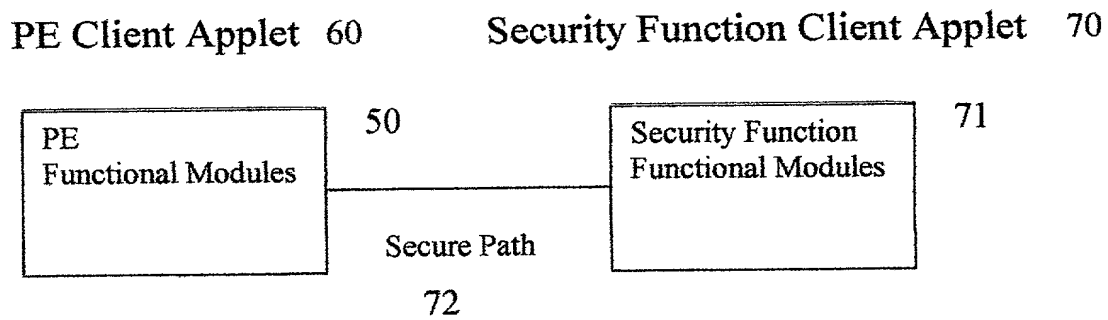 PE Client Applet 60
Security Function Client Applet 70
PE
Functional Modules
50
Security Function
Functional Modules
71
Secure Path
72